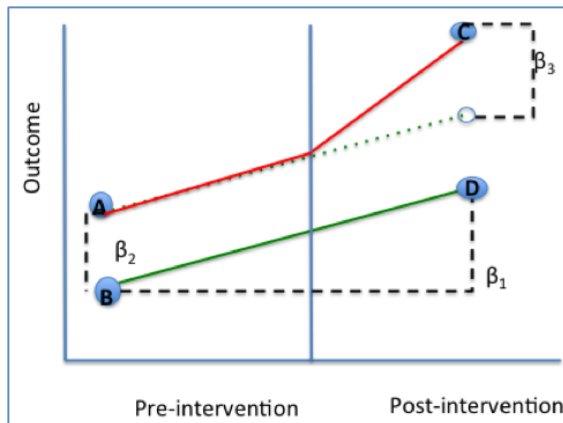 C
β3
Outcome
A
D
β2
B
β1
Pre-intervention
Post-intervention